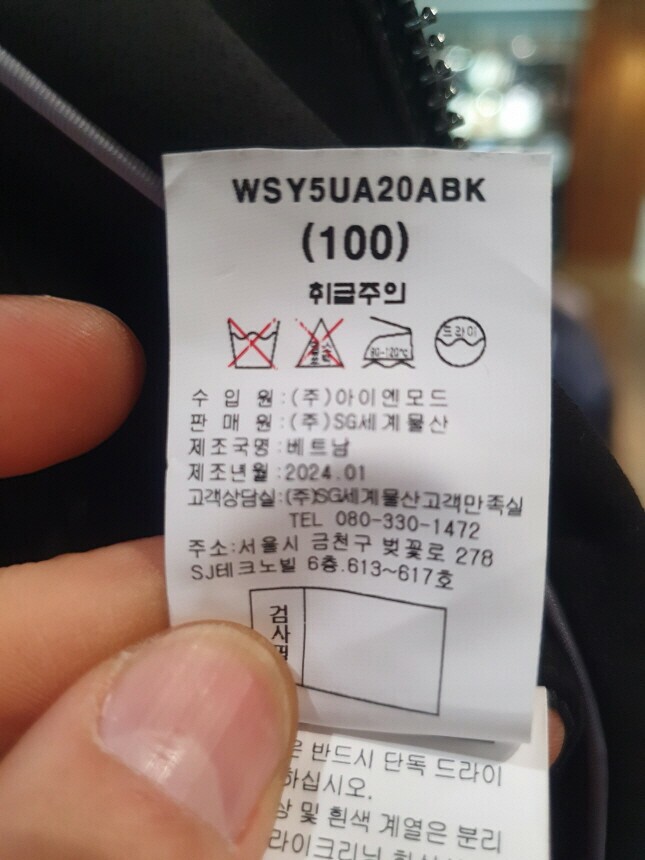 WSY5UA20ABK
(100)
취급주의
염소 80~120℃ 드라이
수 입 원:(주)아이엔모드
판 매 원:(주)SG세계물산
제조국명:베트남
제조년월:2024.01
고객상담실:(주)SG세계물산고객만족실
TEL 080-330-1472
주소:서울시 금천구 벚꽃로 278
SJ테크노빌 6층.613~617호
검사필
은 반드시 단독 드라이
하십시오.
상 및 흰색 계열은 분리
라이크리닝